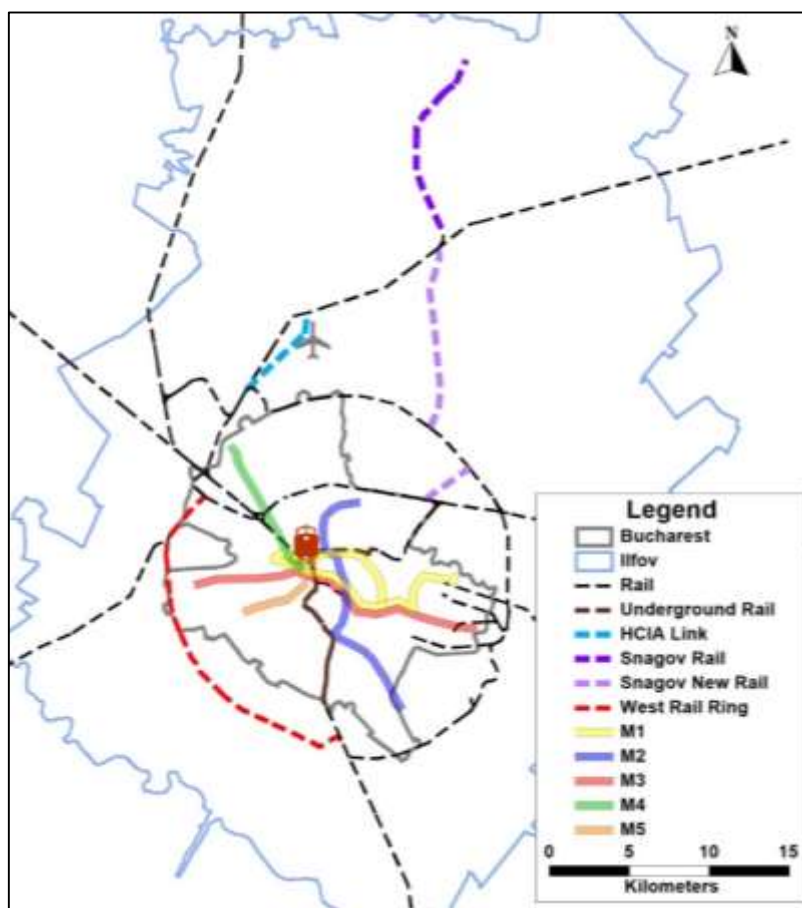 N
Legend
Bucharest
Ilfov
Rail
Underground Rail
HCIA Link
Snagov Rail
Snagov New Rail
West Rail Ring
M1
M2
M3
M4
M5
0 5 10 15
Kilometers